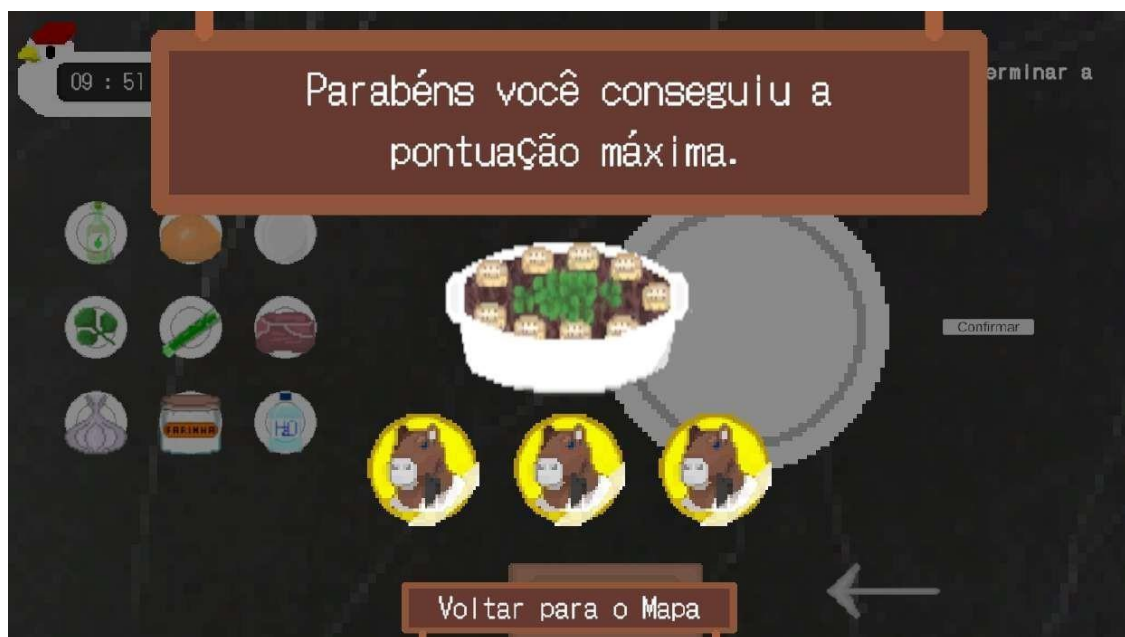 Parabéns você conseguiu a
pontuação máxima.
09 : 51
erminar a
Confirmar
FARINHA
H2O
Voltar para o Mapa